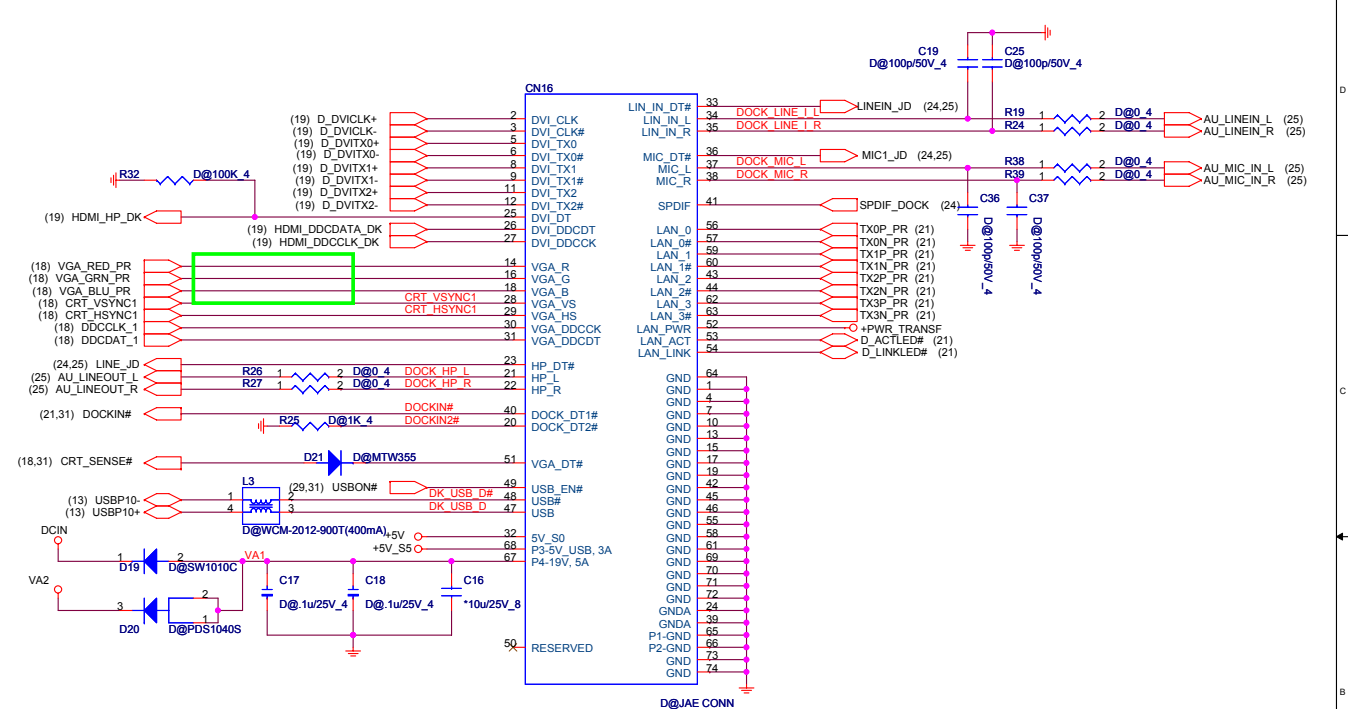 C19 C25
D@100p/50V_4 D@100p/50V_4
D
CN16
(19) D_DVICLK+ 2 DVI_CLK
(19) D_DVICLK- 3 DVI_CLK#
(19) D_DVITX0+ 5 DVI_TX0
(19) D_DVITX0- 6 DVI_TX0#
(19) D_DVITX1+ 8 DVI_TX1
(19) D_DVITX1- 9 DVI_TX1#
(19) D_DVITX2+ 11 DVI_TX2
(19) D_DVITX2- 12 DVI_TX2#
R32 D@100K_4
(19) HDMI_HP_DK 25 DVI_DT
(19) HDMI_DDCDATA_DK 26 DVI_DDCDT
(19) HDMI_DDCCLK_DK 27 DVI_DDCCK
(18) VGA_RED_PR 14 VGA_R
(18) VGA_GRN_PR 16 VGA_G
(18) VGA_BLU_PR 18 VGA_B
(18) CRT_VSYNC1 CRT_VSYNC1 28 VGA_VS
(18) CRT_HSYNC1 CRT_HSYNC1 29 VGA_HS
(18) DDCCLK_1 30 VGA_DDCCK
(18) DDCDAT_1 31 VGA_DDCDT
(24,25) LINE_JD 23 HP_DT#
(25) AU_LINEOUT_L R26 1 2 D@0_4 DOCK_HP_L 21 HP_L
(25) AU_LINEOUT_R R27 1 2 D@0_4 DOCK_HP_R 22 HP_R
(21,31) DOCKIN# DOCKIN# 40 DOCK_DT1#
R25 D@1K_4 DOCKIN2# 20 DOCK_DT2#
(18,31) CRT_SENSE# D21 D@MTW355 51 VGA_DT#
L3
(29,31) USBON# 49 USB_EN#
(13) USBP10- 1 2 DK_USB_D# 48 USB#
(13) USBP10+ 4 3 DK_USB_D 47 USB
D@WCM-2012-900T(400mA)
+5V 32 5V_S0
+5V_S5 68 P3-5V_USB, 3A
DCIN
D19 1 2 D@SW1010C VA1 67 P4-19V, 5A
VA2
3 2 1
D20 D@PDS1040S
C17 C18 C16
D@.1u/25V_4 D@.1u/25V_4 *10u/25V_8
50 RESERVED
LIN_IN_DT# 33 LINEIN_JD (24,25)
LIN_IN_L 34 DOCK_LINE_I_L R19 1 2 D@0_4 AU_LINEIN_L (25)
LIN_IN_R 35 DOCK_LINE_I_R R24 1 2 D@0_4 AU_LINEIN_R (25)
MIC_DT# 36 MIC1_JD (24,25)
MIC_L 37 DOCK_MIC_L R38 1 2 D@0_4 AU_MIC_IN_L (25)
MIC_R 38 DOCK_MIC_R R39 1 2 D@0_4 AU_MIC_IN_R (25)
SPDIF 41 SPDIF_DOCK (24)
C36 C37
D@100p/50V_4 D@100p/50V_4
LAN_0 56 TX0P_PR (21)
LAN_0# 57 TX0N_PR (21)
LAN_1 59 TX1P_PR (21)
LAN_1# 60 TX1N_PR (21)
LAN_2 43 TX2P_PR (21)
LAN_2# 44 TX2N_PR (21)
LAN_3 62 TX3P_PR (21)
LAN_3# 63 TX3N_PR (21)
LAN_PWR 52 +PWR_TRANSF
LAN_ACT 53 D_ACTLED# (21)
LAN_LINK 54 D_LINKLED# (21)
GND 64
GND 1
GND 4
GND 7
GND 10
GND 13
GND 15
GND 17
GND 19
GND 42
GND 45
GND 46
GND 55
GND 58
GND 61
GND 69
GND 70
GND 71
GND 72
GNDA 24
GNDA 39
P1-GND 65
P2-GND 66
GND 73
GND 74
D@JAE CONN
C
B